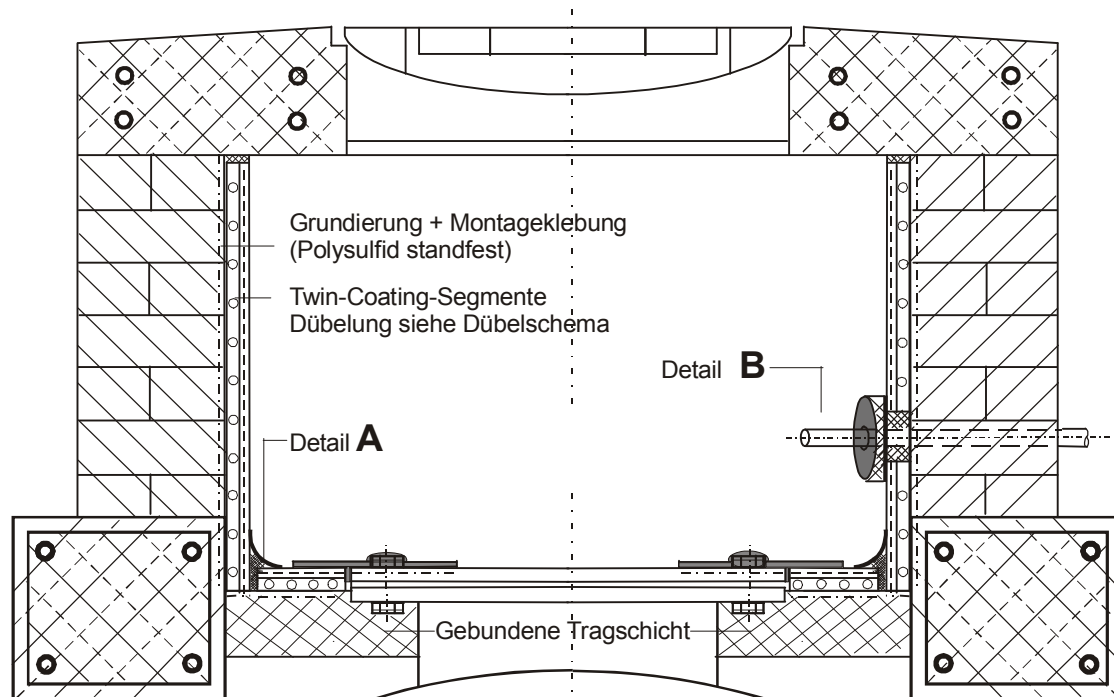 Grundierung + Montageklebung
(Polysulfid standfest)
Twin-Coating-Segmente
Dübelung siehe Dübelschema
Detail B
Detail A
Gebundene Tragschicht